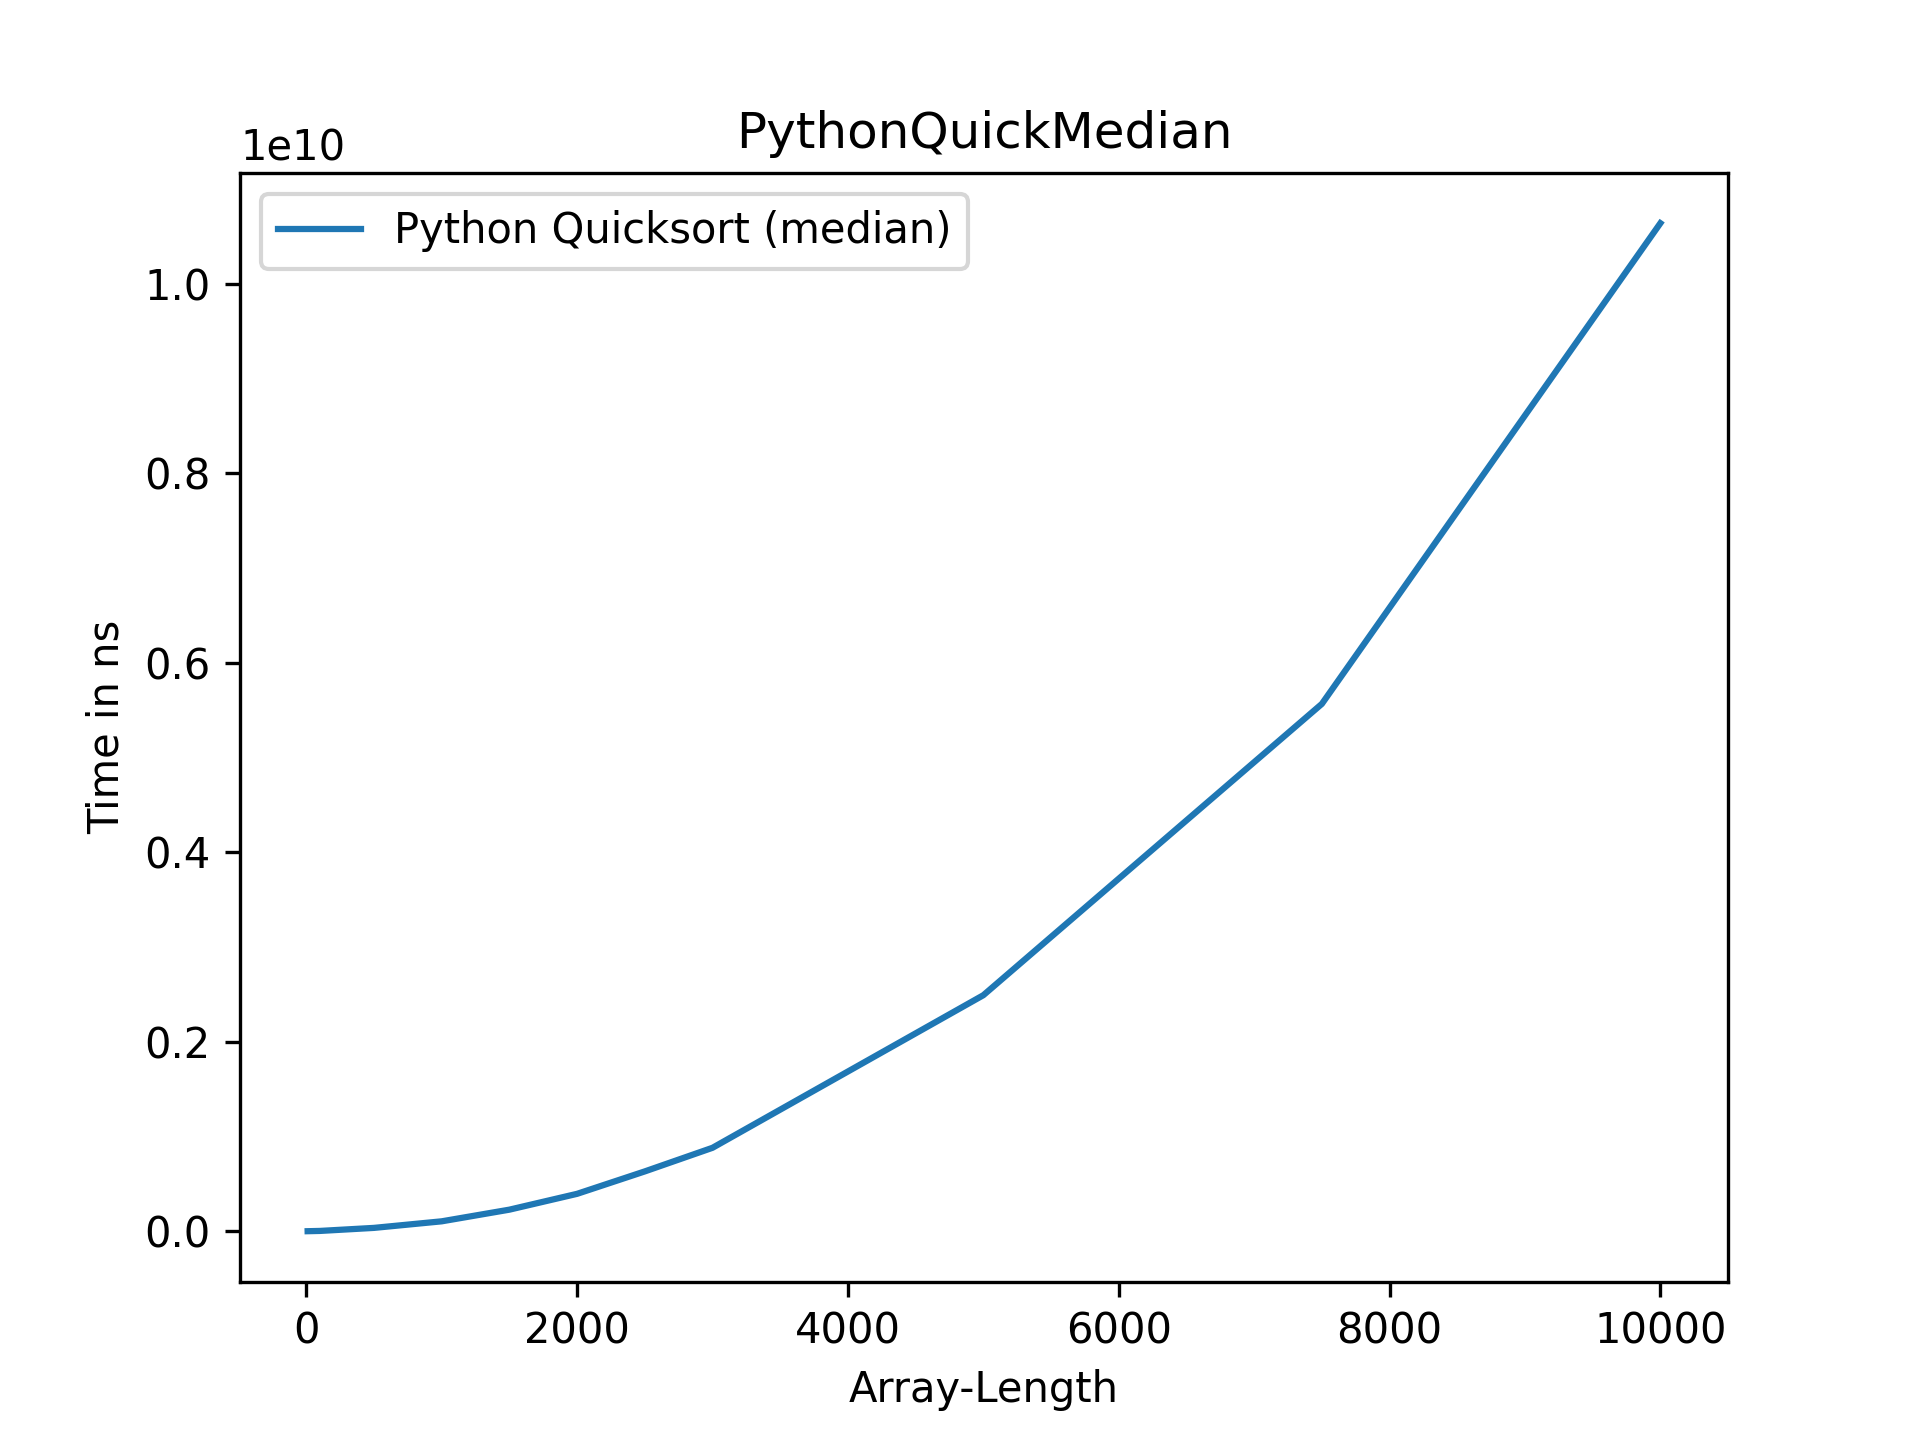 PythonQuickMedian
1e10
Python Quicksort (median)
1.0
0.8
0.6
0.4
0.2
0.0
Time in ns
0 2000 4000 6000 8000 10000
Array-Length